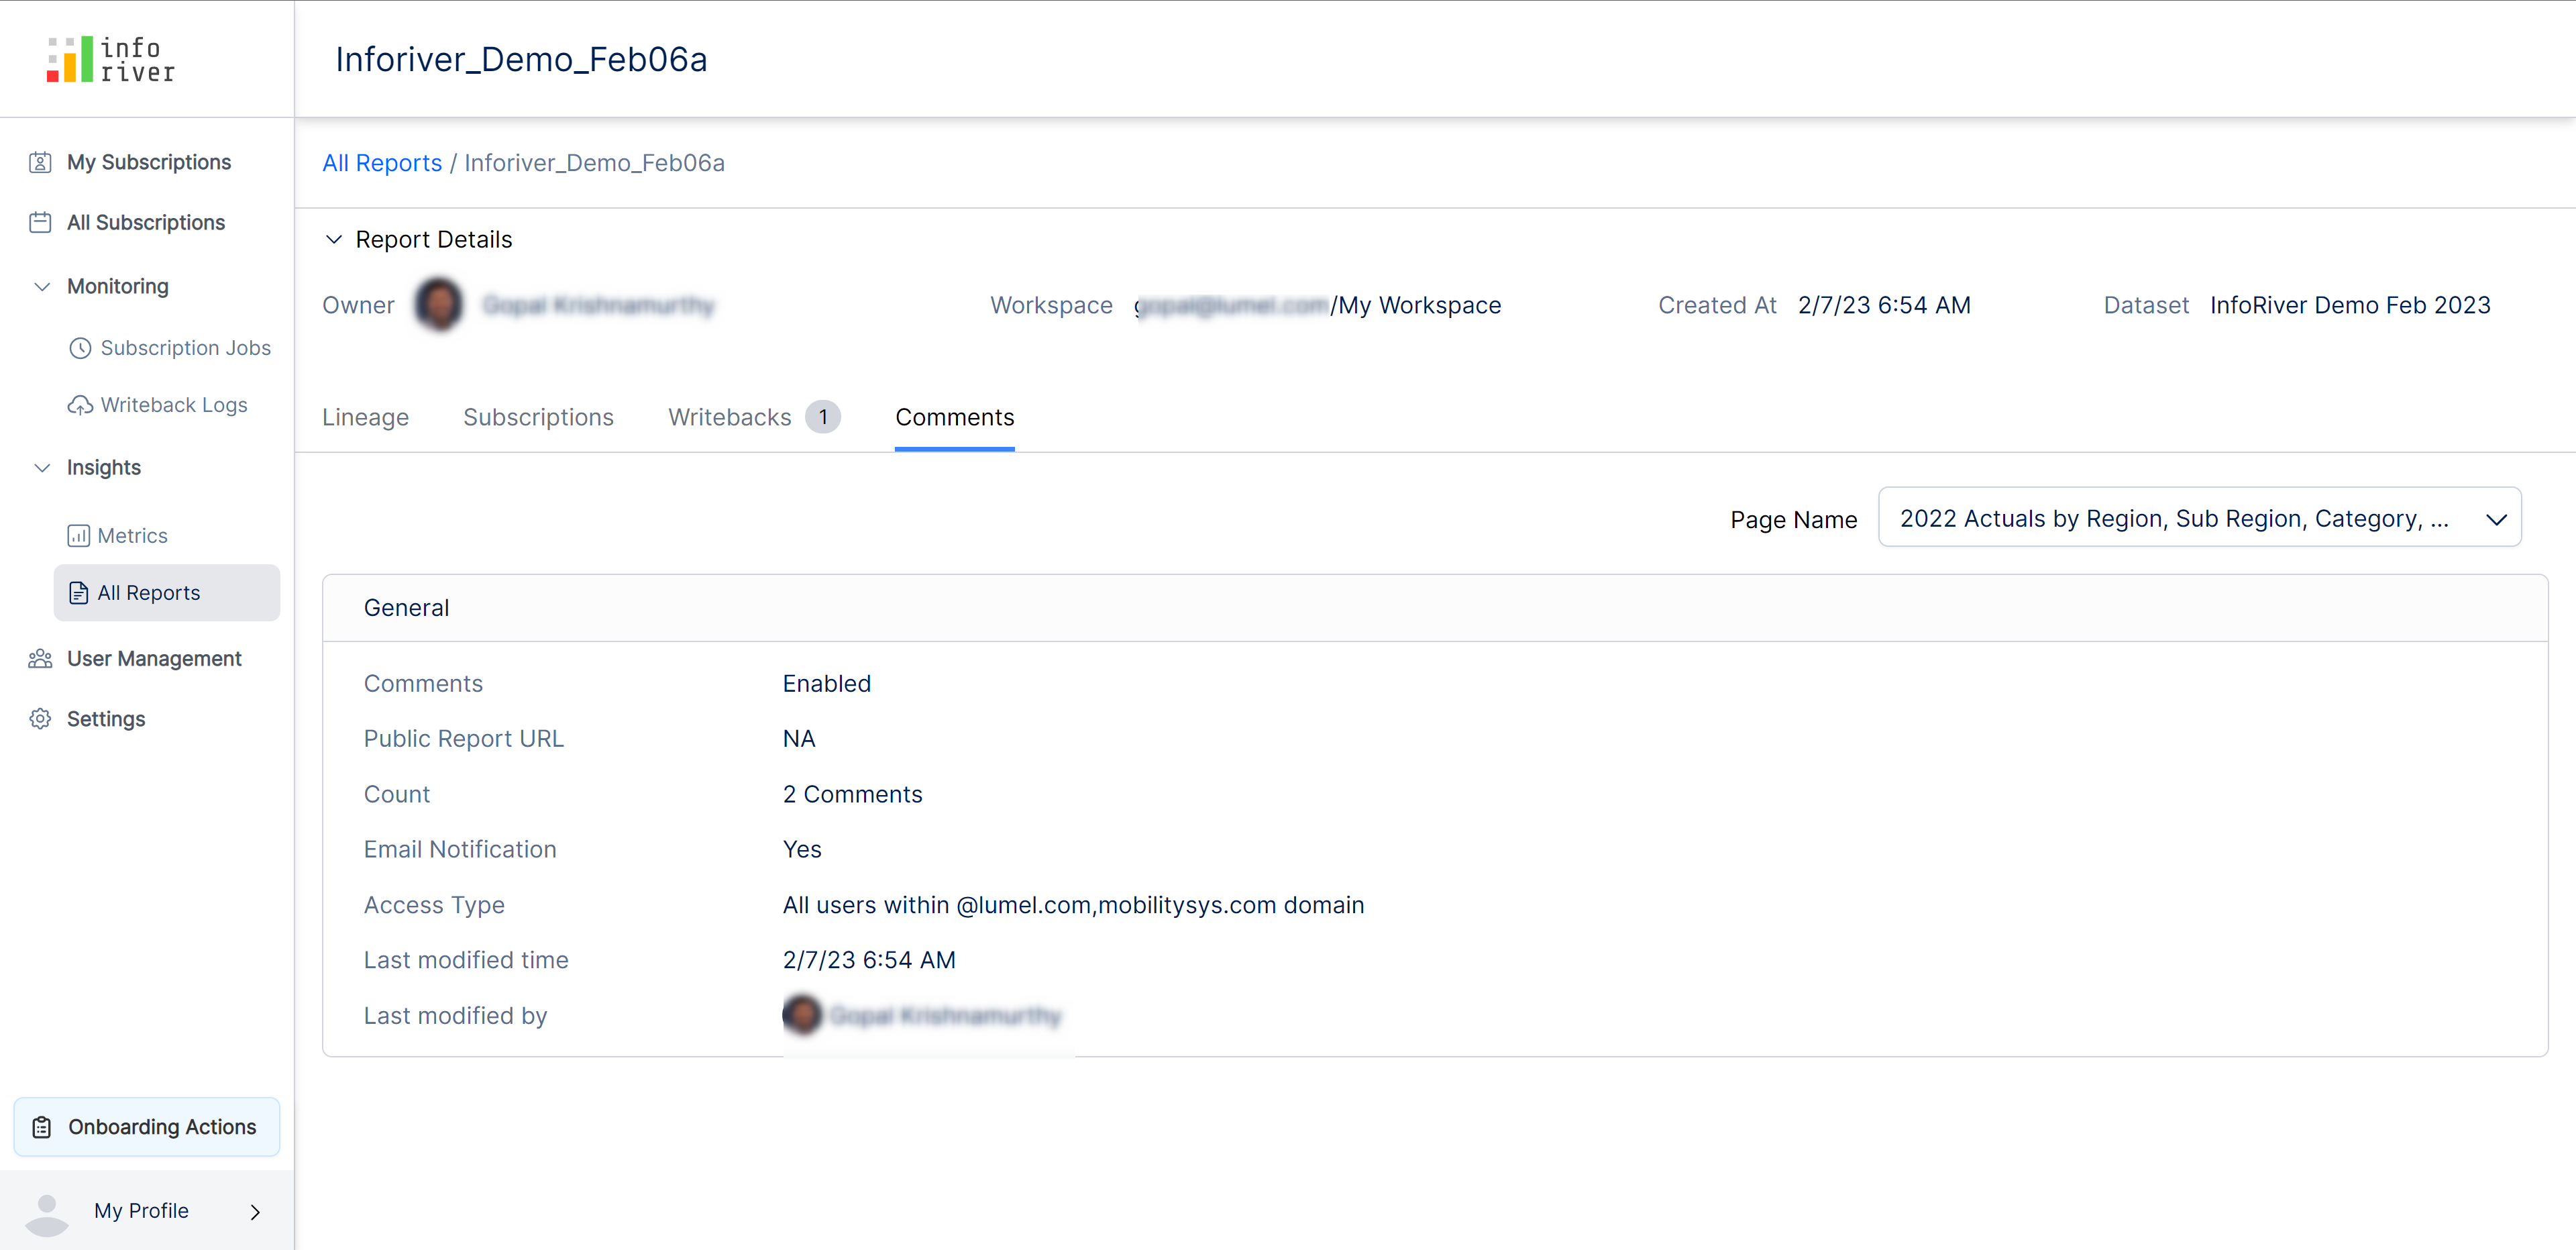 info
river
Inforiver_Demo_Feb06a
My Subscriptions
All Subscriptions
Monitoring
Subscription Jobs
Writeback Logs
Insights
Metrics
All Reports
User Management
Settings
Onboarding Actions
My Profile
All Reports / Inforiver_Demo_Feb06a
Report Details
Owner Workspace /My Workspace Created At 2/7/23 6:54 AM Dataset InfoRiver Demo Feb 2023
Lineage Subscriptions Writebacks 1 Comments
Page Name 2022 Actuals by Region, Sub Region, Category, ...
General
Comments Enabled
Public Report URL NA
Count 2 Comments
Email Notification Yes
Access Type All users within @lumel.com,mobilitysys.com domain
Last modified time 2/7/23 6:54 AM
Last modified by